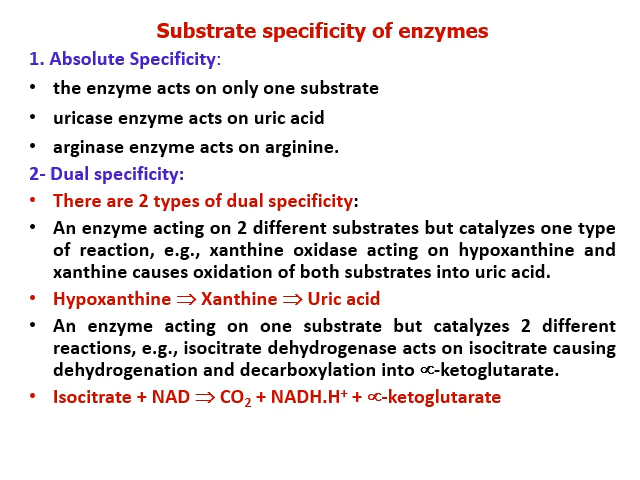 Substrate specificity of enzymes
1. Absolute Specificity:
• the enzyme acts on only one substrate
• uricase enzyme acts on uric acid
• arginase enzyme acts on arginine.
2- Dual specificity:
• There are 2 types of dual specificity:
• An enzyme acting on 2 different substrates but catalyzes one type
of reaction, e.g., xanthine oxidase acting on hypoxanthine and
xanthine causes oxidation of both substrates into uric acid.
• Hypoxanthine ⇒ Xanthine ⇒ Uric acid
• An enzyme acting on one substrate but catalyzes 2 different
reactions, e.g., isocitrate dehydrogenase acts on isocitrate causing
dehydrogenation and decarboxylation into ∝-ketoglutarate.
• Isocitrate + NAD ⇒ CO₂ + NADH.H⁺ + ∝-ketoglutarate